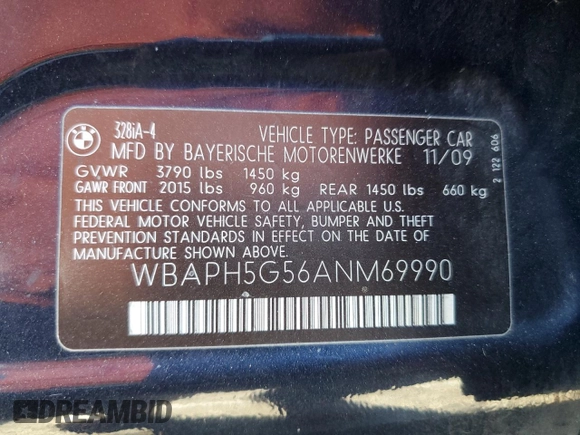 BMW
328iA-4 VEHICLE TYPE: PASSENGER CAR
MFD BY BAYERISCHE MOTORENWERKE 11/09
GVWR 3790 lbs 1450 kg
GAWR FRONT 2015 lbs 960 kg REAR 1450 lbs 660 kg
THIS VEHICLE CONFORMS TO ALL APPLICABLE U.S.
FEDERAL MOTOR VEHICLE SAFETY, BUMPER AND THEFT
PREVENTION STANDARDS IN EFFECT ON THE DATE OF
MANUFACTURE SHOWN ABOVE.
WBAPH5G56ANM69990
2 122 606
DREAMBID